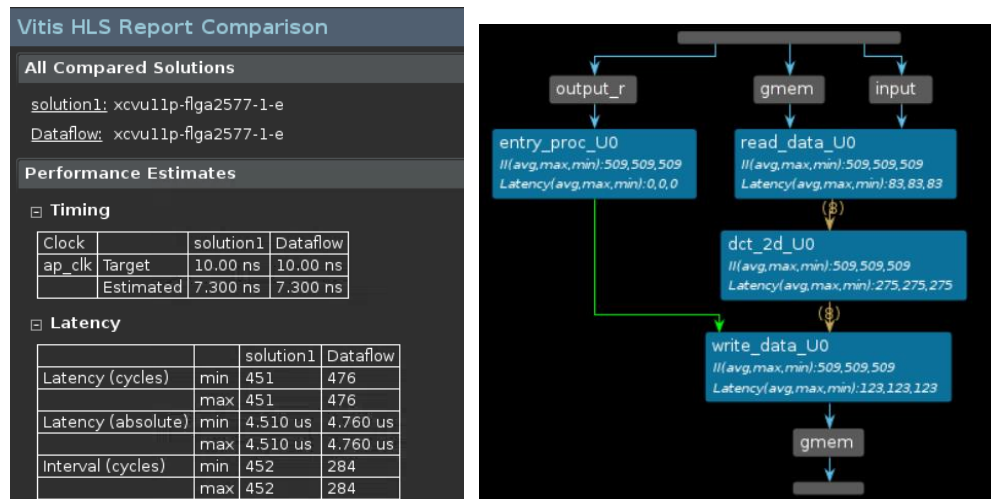 Vitis HLS Report Comparison
All Compared Solutions
solution1: xcvu11p-flga2577-1-e
Dataflow: xcvu11p-flga2577-1-e
Performance Estimates
Timing
Clock solution1 Dataflow
ap_clk Target 10.00 ns 10.00 ns
Estimated 7.300 ns 7.300 ns
Latency
solution1 Dataflow
Latency (cycles) min 451 476
max 451 476
Latency (absolute) min 4.510 us 4.760 us
max 4.510 us 4.760 us
Interval (cycles) min 452 284
max 452 284
output_r gmem input
entry_proc_U0
II(avg,max,min):509,509,509
Latency(avg,max,min):0,0,0
read_data_U0
II(avg,max,min):509,509,509
Latency(avg,max,min):83,83,83
(8)
dct_2d_U0
II(avg,max,min):509,509,509
Latency(avg,max,min):275,275,275
(8)
write_data_U0
II(avg,max,min):509,509,509
Latency(avg,max,min):123,123,123
gmem